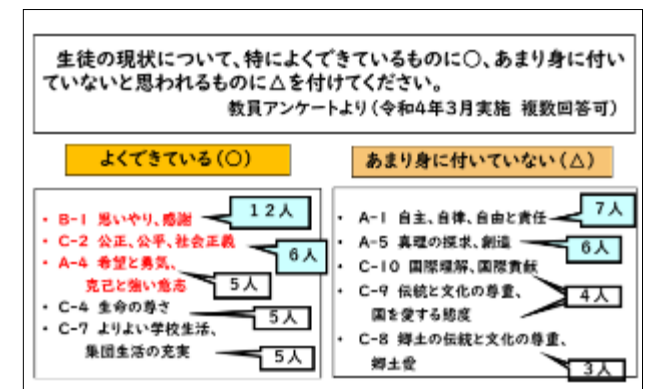 生徒の現状について、特によくできているものに○、あまり身に付い
ていないと思われるものに△を付けてください。
教員アンケートより(令和4年3月実施 複数回答可)
よくできている(○)
・ B-1 思いやり、感謝
12人
・ C-2 公正、公平、社会正義
6人
・ A-4 希望と勇気、
克己と強い意志
5人
・ C-4 生命の尊さ
5人
・ C-7 よりよい学校生活、
集団生活の充実
5人
あまり身に付いていない(△)
・ A-1 自主、自律、自由と責任
7人
・ A-5 真理の探求、創造
6人
・ C-10 国際理解、国際貢献
・ C-9 伝統と文化の尊重、
国を愛する態度
4人
・ C-8 郷土の伝統と文化の尊重、
郷土愛
3人